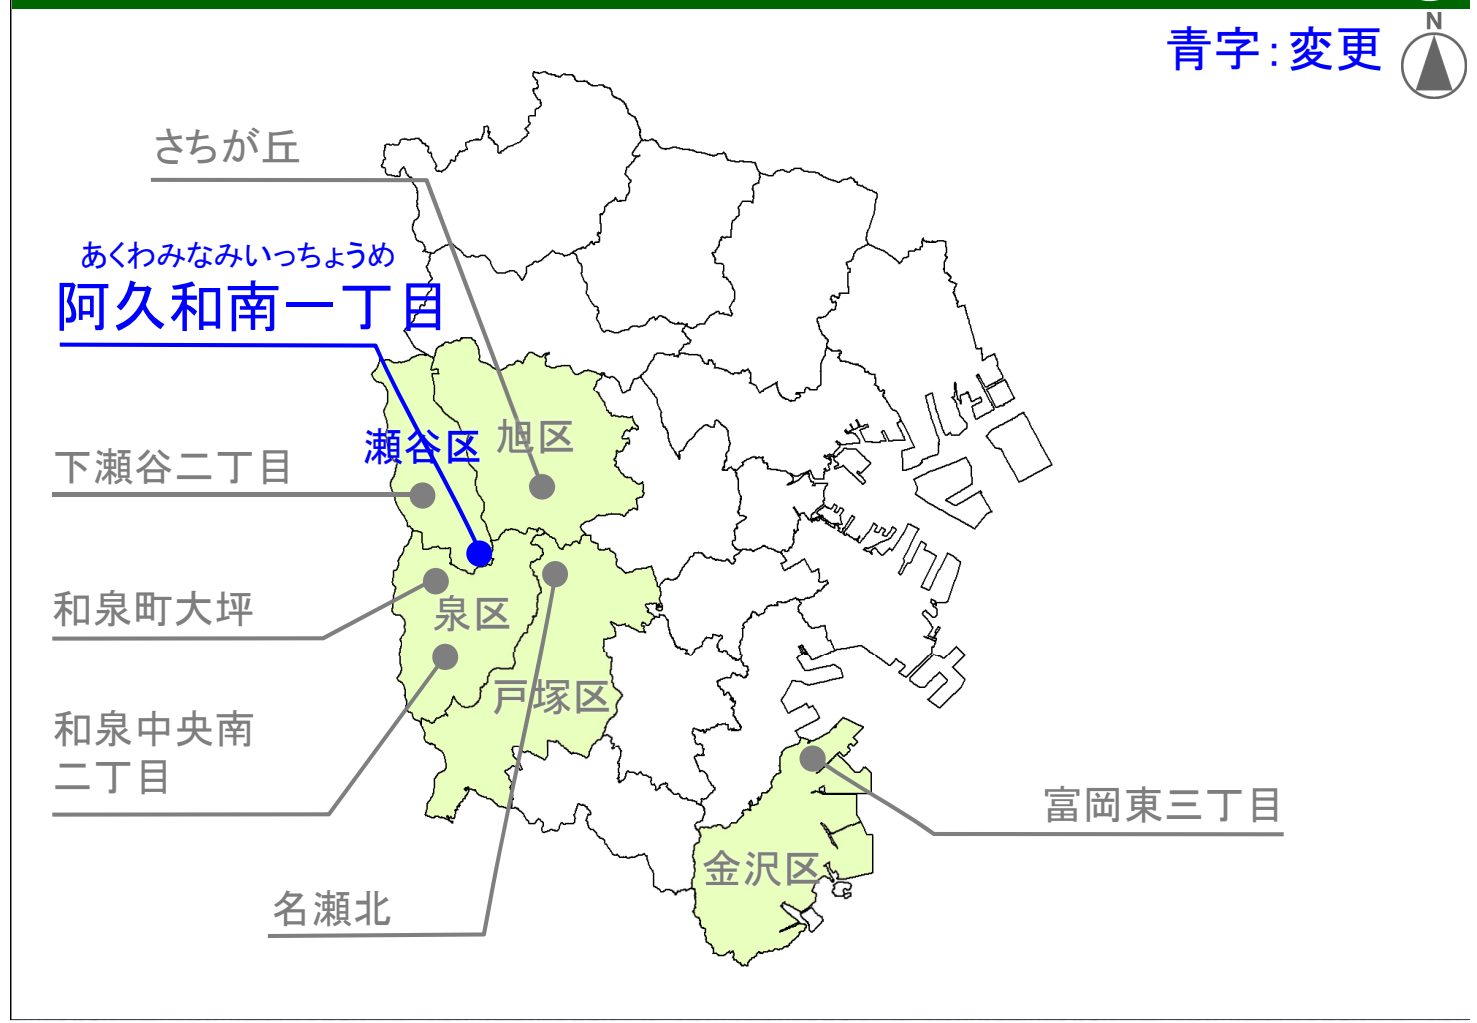 N
青字：変更
さちが丘
あくわみなみいっちょうめ
阿久和南一丁目
瀬谷区
旭区
下瀬谷二丁目
和泉町大坪
泉区
戸塚区
和泉中央南
二丁目
富岡東三丁目
金沢区
名瀬北